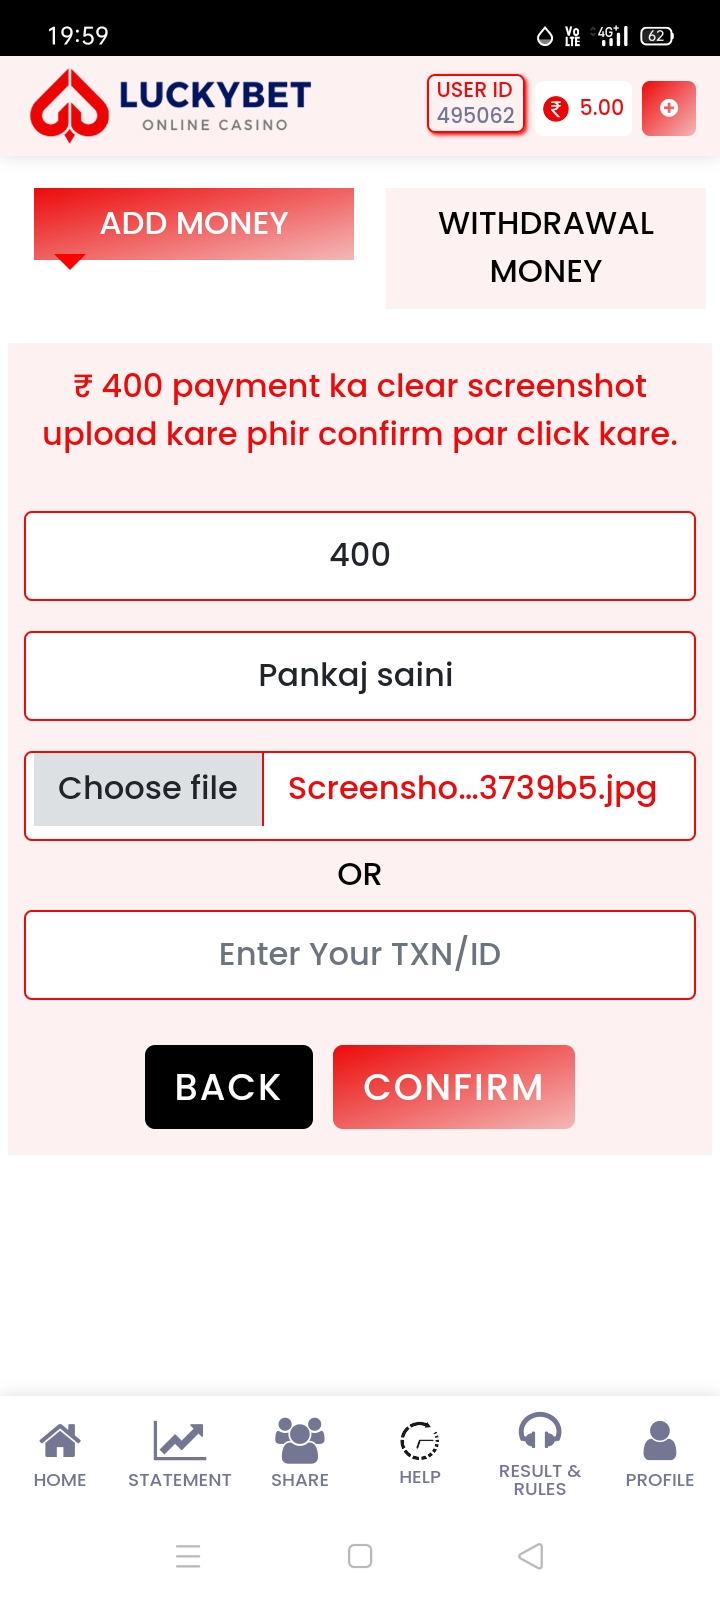 19:59
Vo LTE 4G+ 62
LUCKYBET
ONLINE CASINO
USER ID
495062
₹ 5.00
ADD MONEY
WITHDRAWAL
MONEY
₹ 400 payment ka clear screenshot
upload kare phir confirm par click kare.
400
Pankaj saini
Choose file Screensho...3739b5.jpg
OR
Enter Your TXN/ID
BACK CONFIRM
HOME
STATEMENT
SHARE
HELP
RESULT &
RULES
PROFILE